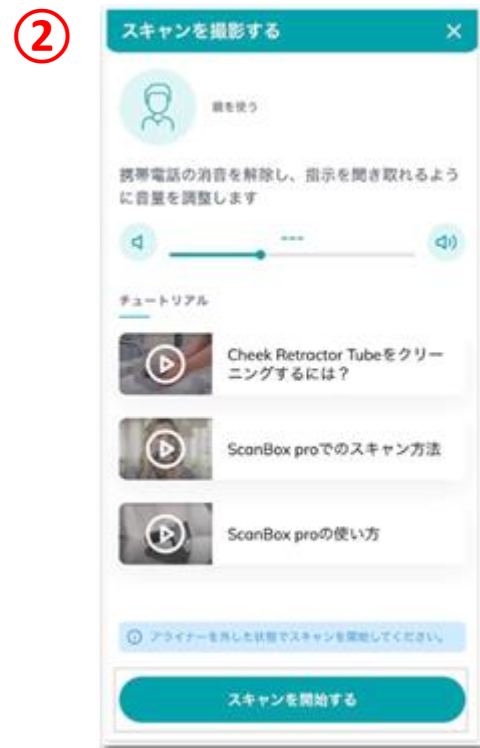 ②
スキャンを撮影する ×
鏡を使う
携帯電話の消音を解除し、指示を聞き取れるよう
に音量を調整します
---
チュートリアル
Cheek Retractor Tubeをクリー
ニングするには？
ScanBox proでのスキャン方法
ScanBox proの使い方
アライナーを外した状態でスキャンを開始してください。
スキャンを開始する